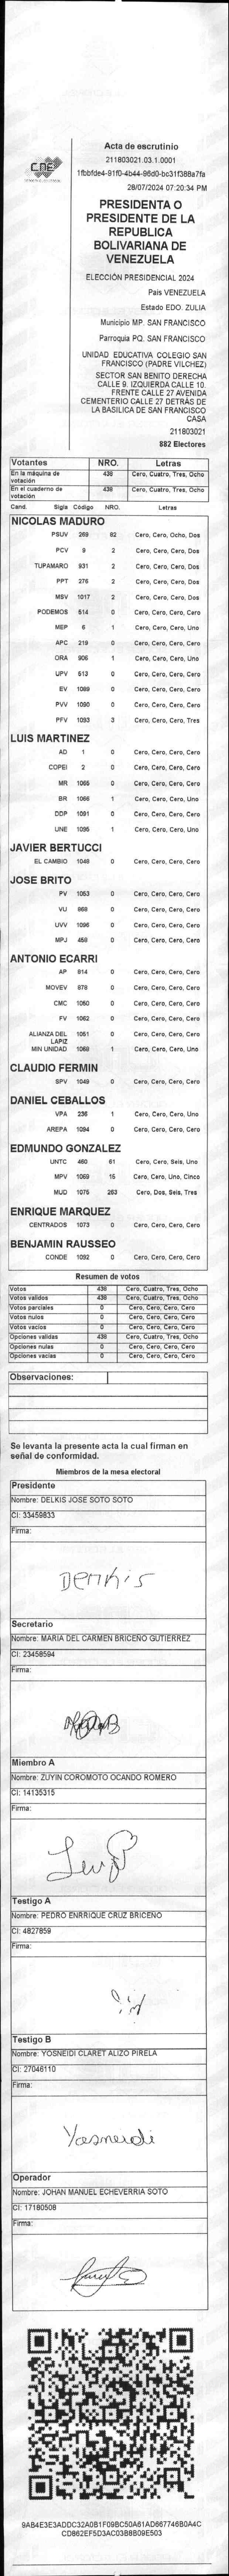 CNE
Acta de escrutinio
211803021.03.1.0001
1fbbfde4-91f0-4b44-86d0-bc31f388a7fa
28/07/2024 07:20:34 PM
PRESIDENTA O
PRESIDENTE DE LA
REPUBLICA
BOLIVARIANA DE
VENEZUELA
ELECCIÓN PRESIDENCIAL 2024
País VENEZUELA
Estado EDO. ZULIA
Municipio MP. SAN FRANCISCO
Parroquia PQ. SAN FRANCISCO
UNIDAD EDUCATIVA COLEGIO SAN
FRANCISCO (PADRE VILCHEZ)
SECTOR SAN BENITO DERECHA
CALLE 9. IZQUIERDA CALLE 10.
FRENTE CALLE 27 AVENIDA
CEMENTERIO CALLE 27 DETRÁS DE
LA BASILICA DE SAN FRANCISCO
CASA
211803021
882 Electores
Votantes NRO. Letras
En la máquina de votación 438 Cero, Cuatro, Tres, Ocho
En el cuaderno de votación 438 Cero, Cuatro, Tres, Ocho
Cand. Sigla Código NRO. Letras
NICOLAS MADURO
PSUV 269 82 Cero, Cero, Ocho, Dos
PCV 9 2 Cero, Cero, Cero, Dos
TUPAMARO 931 2 Cero, Cero, Cero, Dos
PPT 276 2 Cero, Cero, Cero, Dos
MSV 1017 2 Cero, Cero, Cero, Dos
PODEMOS 514 0 Cero, Cero, Cero, Cero
MEP 6 1 Cero, Cero, Cero, Uno
APC 219 0 Cero, Cero, Cero, Cero
ORA 906 1 Cero, Cero, Cero, Uno
UPV 513 0 Cero, Cero, Cero, Cero
EV 1089 0 Cero, Cero, Cero, Cero
PVV 1090 0 Cero, Cero, Cero, Cero
PFV 1093 3 Cero, Cero, Cero, Tres
LUIS MARTINEZ
AD 1 0 Cero, Cero, Cero, Cero
COPEI 2 0 Cero, Cero, Cero, Cero
MR 1065 0 Cero, Cero, Cero, Cero
BR 1066 1 Cero, Cero, Cero, Uno
DDP 1091 0 Cero, Cero, Cero, Cero
UNE 1095 1 Cero, Cero, Cero, Uno
JAVIER BERTUCCI
EL CAMBIO 1048 0 Cero, Cero, Cero, Cero
JOSE BRITO
PV 1053 0 Cero, Cero, Cero, Cero
VU 868 0 Cero, Cero, Cero, Cero
UVV 1096 0 Cero, Cero, Cero, Cero
MPJ 458 0 Cero, Cero, Cero, Cero
ANTONIO ECARRI
AP 814 0 Cero, Cero, Cero, Cero
MOVEV 878 0 Cero, Cero, Cero, Cero
CMC 1050 0 Cero, Cero, Cero, Cero
FV 1062 0 Cero, Cero, Cero, Cero
ALIANZA DEL LAPIZ 1051 0 Cero, Cero, Cero, Cero
MIN UNIDAD 1068 1 Cero, Cero, Cero, Uno
CLAUDIO FERMIN
SPV 1049 0 Cero, Cero, Cero, Cero
DANIEL CEBALLOS
VPA 236 1 Cero, Cero, Cero, Uno
AREPA 1094 0 Cero, Cero, Cero, Cero
EDMUNDO GONZALEZ
UNTC 460 61 Cero, Cero, Seis, Uno
MPV 1069 15 Cero, Cero, Uno, Cinco
MUD 1075 263 Cero, Dos, Seis, Tres
ENRIQUE MARQUEZ
CENTRADOS 1073 0 Cero, Cero, Cero, Cero
BENJAMIN RAUSSEO
CONDE 1092 0 Cero, Cero, Cero, Cero
Resumen de votos
Votos 438 Cero, Cuatro, Tres, Ocho
Votos validos 438 Cero, Cuatro, Tres, Ocho
Votos parciales 0 Cero, Cero, Cero, Cero
Votos nulos 0 Cero, Cero, Cero, Cero
Votos vacios 0 Cero, Cero, Cero, Cero
Opciones validas 438 Cero, Cuatro, Tres, Ocho
Opciones nulas 0 Cero, Cero, Cero, Cero
Opciones vacias 0 Cero, Cero, Cero, Cero
Observaciones:
Se levanta la presente acta la cual firman en
señal de conformidad.
Miembros de la mesa electoral
Presidente
Nombre: DELKIS JOSE SOTO SOTO
CI: 33459833
Firma:
Secretario
Nombre: MARIA DEL CARMEN BRICEÑO GUTIERREZ
CI: 23458594
Firma:
Miembro A
Nombre: ZUYIN COROMOTO OCANDO ROMERO
CI: 14135315
Firma:
Testigo A
Nombre: PEDRO ENRRIQUE CRUZ BRICEÑO
CI: 4827859
Firma:
Testigo B
Nombre: YOSNEIDI CLARET ALIZO PIRELA
CI: 27046110
Firma:
Yosneidi
Operador
Nombre: JOHAN MANUEL ECHEVERRIA SOTO
CI: 17180508
Firma:
9AB4E3E3ADDC32A0B1F09BC50A61AD667746B0A4C
CD862EF5D3AC03B8B09E503